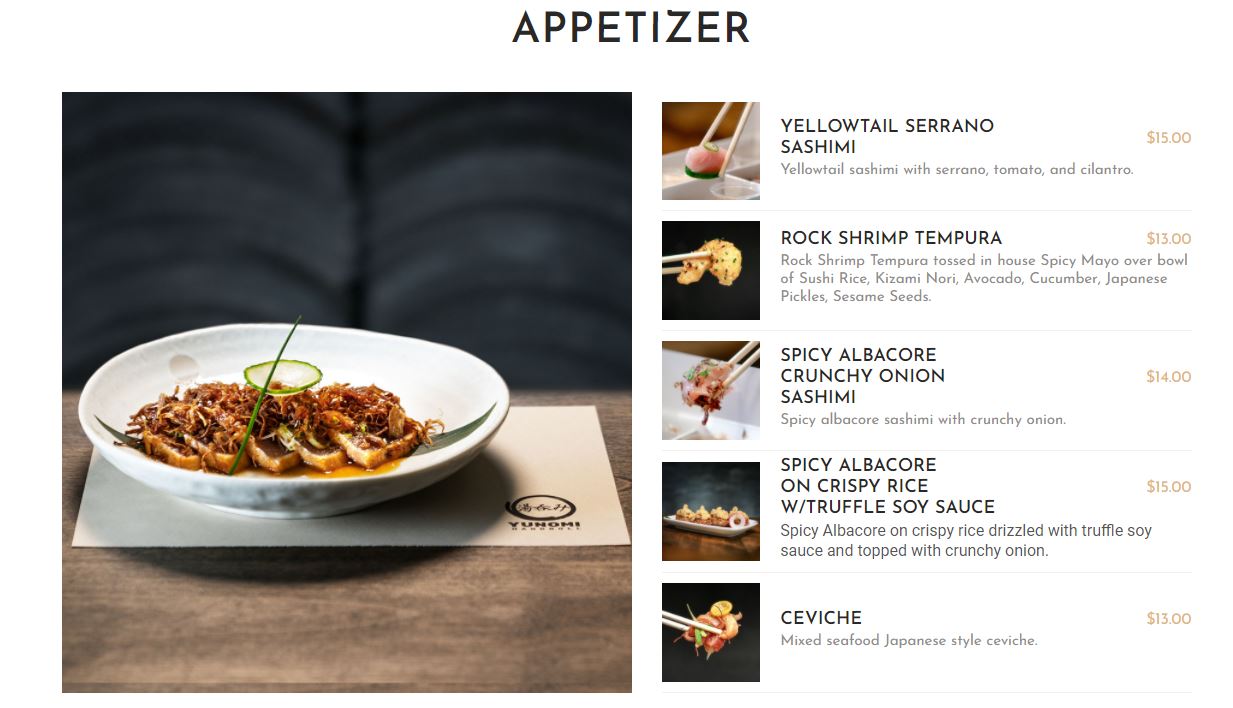 APPETIZER
YELLOWTAIL SERRANO
SASHIMI
$15.00
Yellowtail sashimi with serrano, tomato, and cilantro.
ROCK SHRIMP TEMPURA
$13.00
Rock Shrimp Tempura tossed in house Spicy Mayo over bowl
of Sushi Rice, Kizami Nori, Avocado, Cucumber, Japanese
Pickles, Sesame Seeds.
SPICY ALBACORE
CRUNCHY ONION
SASHIMI
$14.00
Spicy albacore sashimi with crunchy onion.
SPICY ALBACORE
ON CRISPY RICE
W/TRUFFLE SOY SAUCE
$15.00
Spicy Albacore on crispy rice drizzled with truffle soy
sauce and topped with crunchy onion.
CEVICHE
$13.00
Mixed seafood Japanese style ceviche.
YUNOMI
HANDROLL